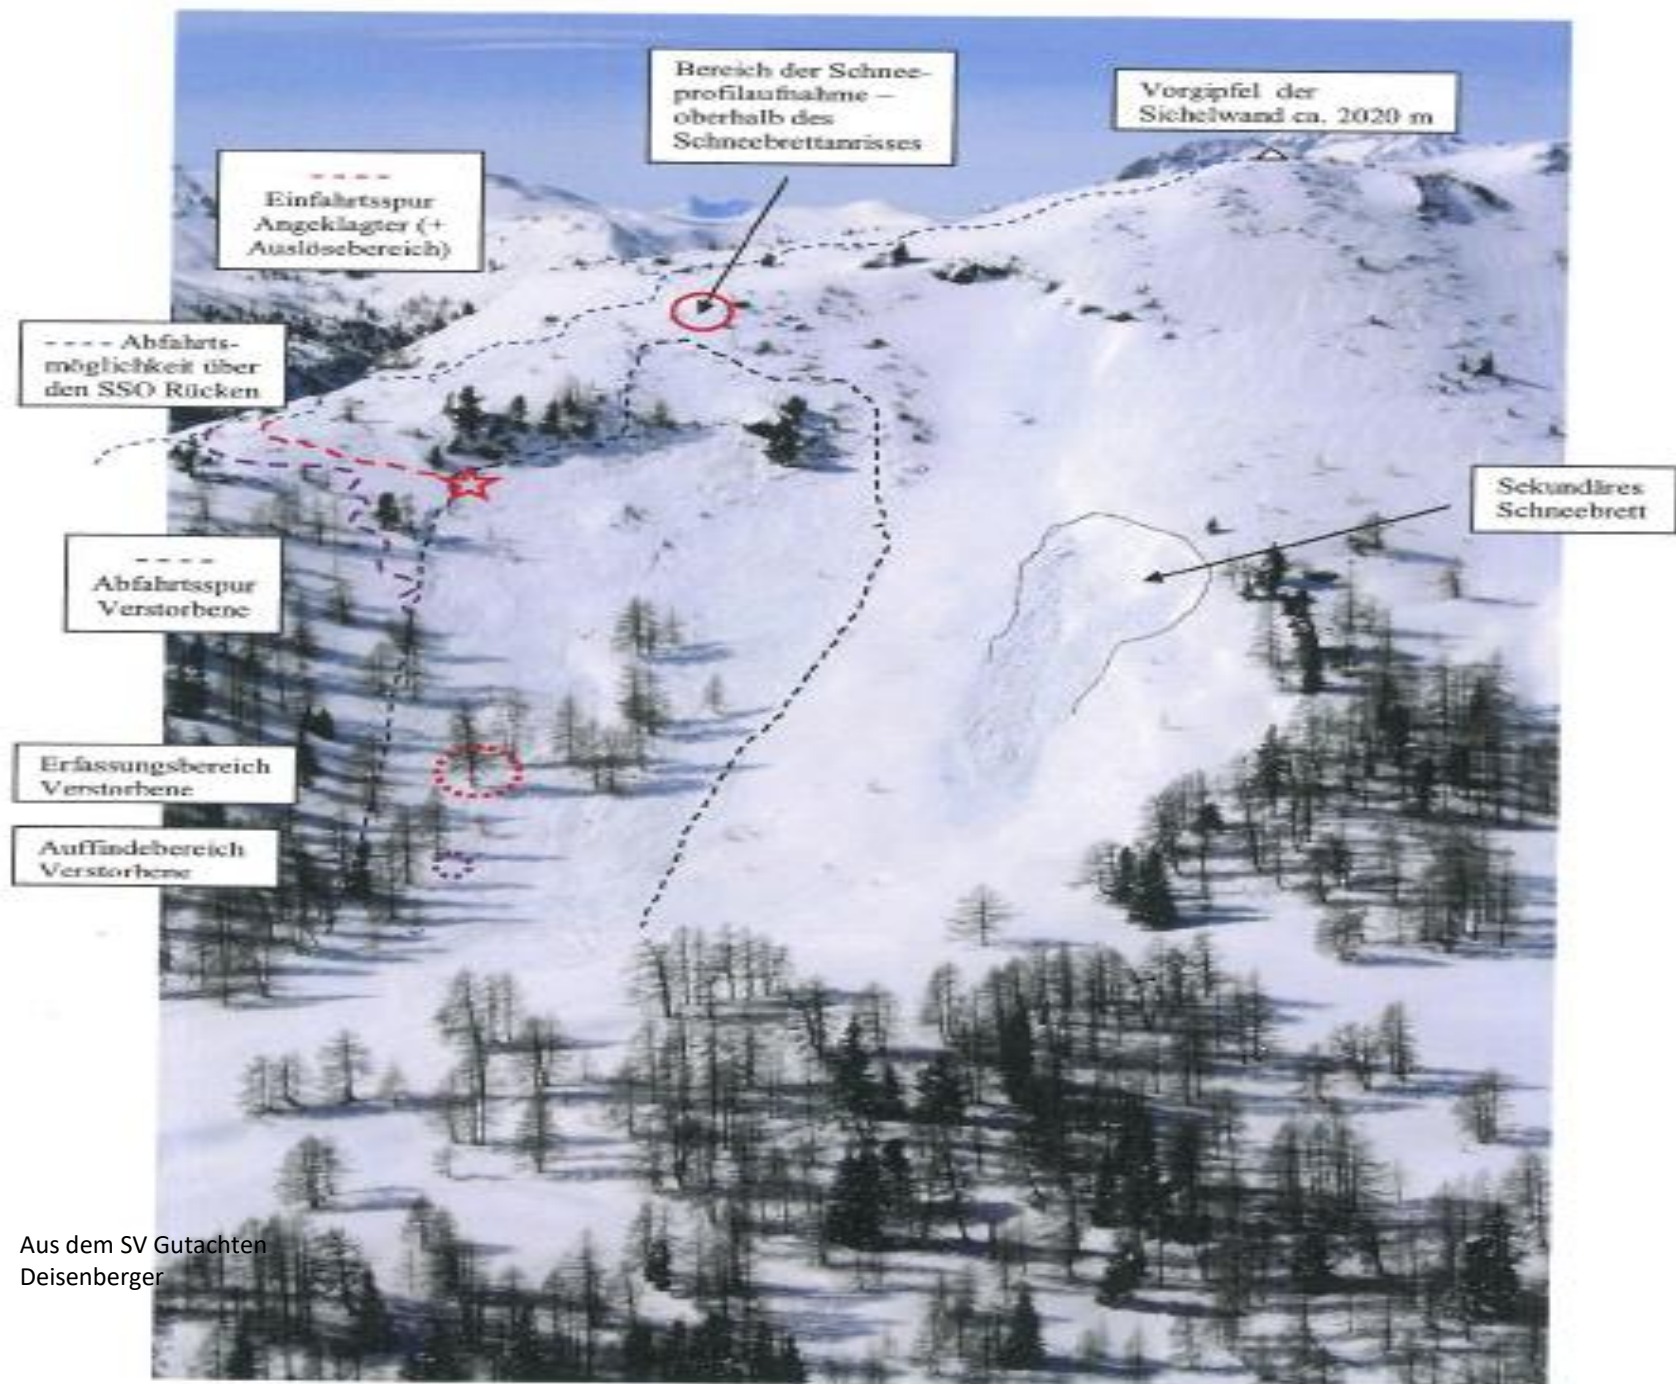 Bereich der Schnee-
profilaufnahme –
oberhalb des
Schneebrettanrisses
Vorgipfel der
Sichelwand ca. 2020 m
- - - -
Einfahrtsspur
Angeklagter (+
Auslösebereich)
- - - - Abfahrts-
möglichkeit über
den SSO Rücken
Sekundäres
Schneebrett
- - - -
Abfahrtsspur
Verstorbene
Erfassungsbereich
Verstorbene
Auffindebereich
Verstorbene
Aus dem SV Gutachten
Deisenberger